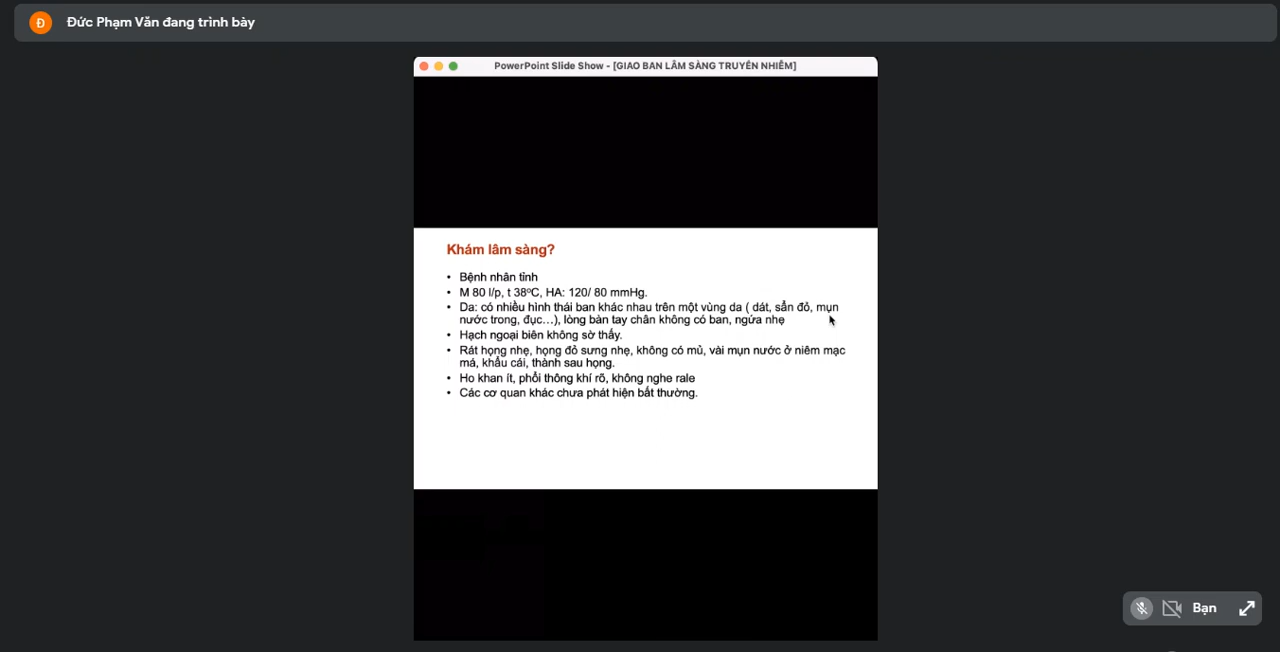 Đ
Đức Phạm Văn đang trình bày
PowerPoint Slide Show - [GIAO BAN LÂM SÀNG TRUYỀN NHIỄM]
Khám lâm sàng?
• Bệnh nhân tỉnh
• M 80 l/p, t 38ºC, HA: 120/ 80 mmHg.
• Da: có nhiều hình thái ban khác nhau trên một vùng da ( dát, sẩn đỏ, mụn
nước trong, đục...), lòng bàn tay chân không có ban, ngứa nhẹ
• Hạch ngoại biên không sờ thấy.
• Rát họng nhẹ, họng đỏ sưng nhẹ, không có mủ, vài mụn nước ở niêm mạc
má, khẩu cái, thành sau họng.
• Ho khan ít, phổi thông khí rõ, không nghe rale
• Các cơ quan khác chưa phát hiện bất thường.
Bạn